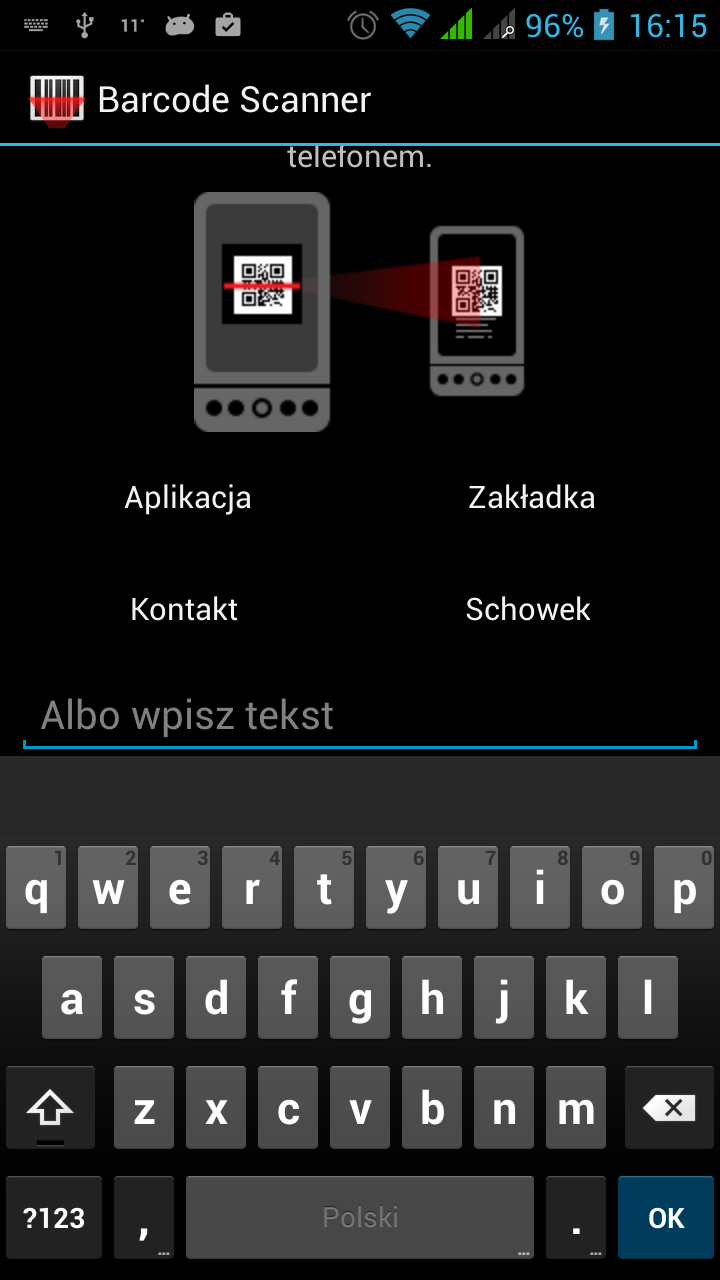 11° 96% 16:15
Barcode Scanner
telefonem.
Aplikacja Zakładka
Kontakt Schowek
Albo wpisz tekst
1 2 3 4 5 6 7 8 9 0
q w e r t y u i o p
a s d f g h j k l
z x c v b n m
?123 , ... Polski ... . ... OK